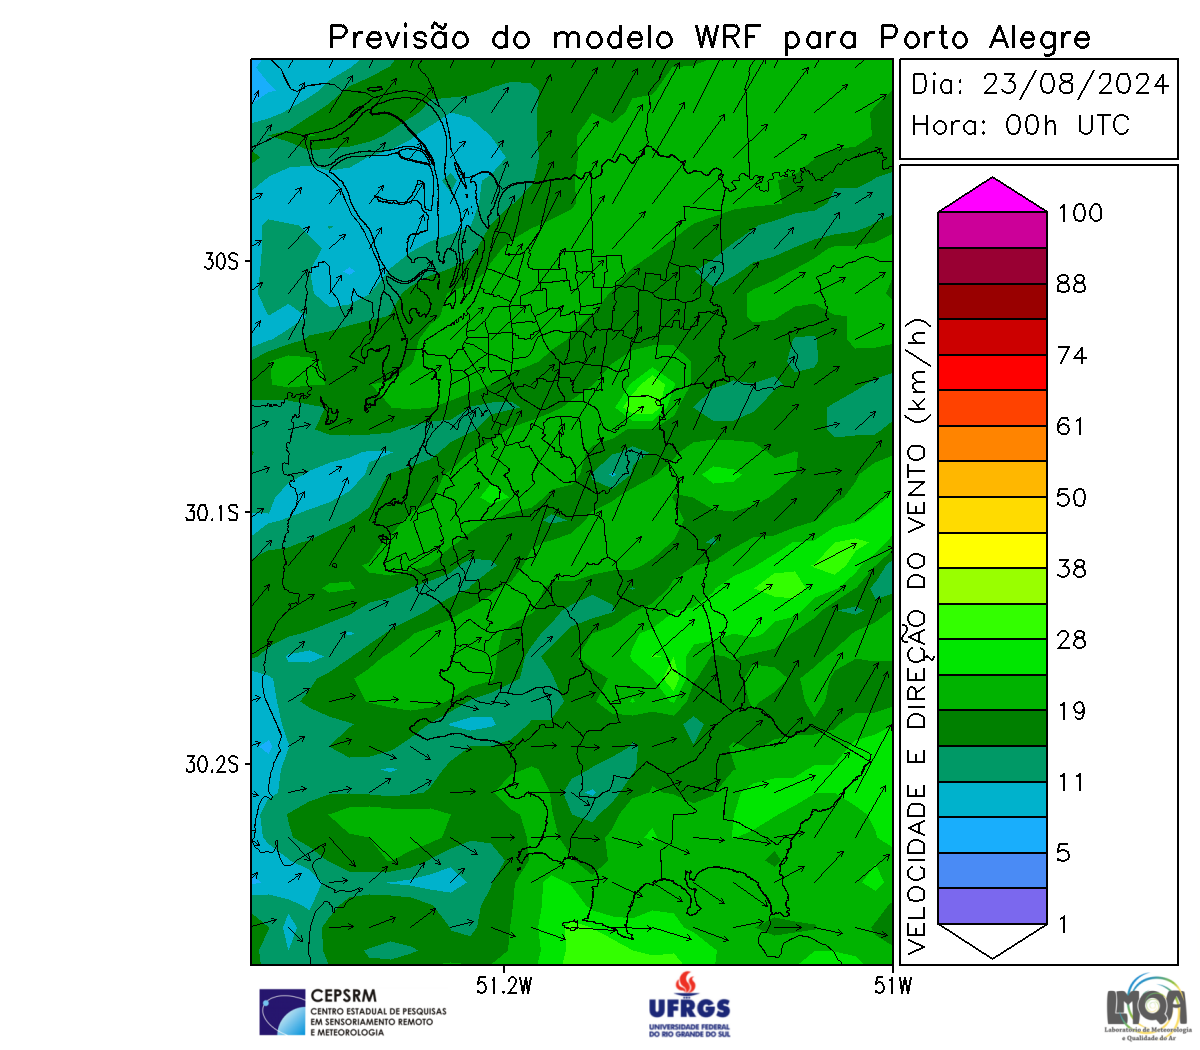 Previsão do modelo WRF para Porto Alegre
Dia: 23/08/2024
Hora: 00h UTC
30S
30.1S
30.2S
51.2W
51W
VELOCIDADE E DIREÇÃO DO VENTO (km/h)
100
88
74
61
50
38
28
19
11
5
1
CEPSRM
CENTRO ESTADUAL DE PESQUISAS
EM SENSORIAMENTO REMOTO
E METEOROLOGIA
UFRGS
UNIVERSIDADE FEDERAL
DO RIO GRANDE DO SUL
LMQA
Laboratório de Meteorologia
e Qualidade do Ar